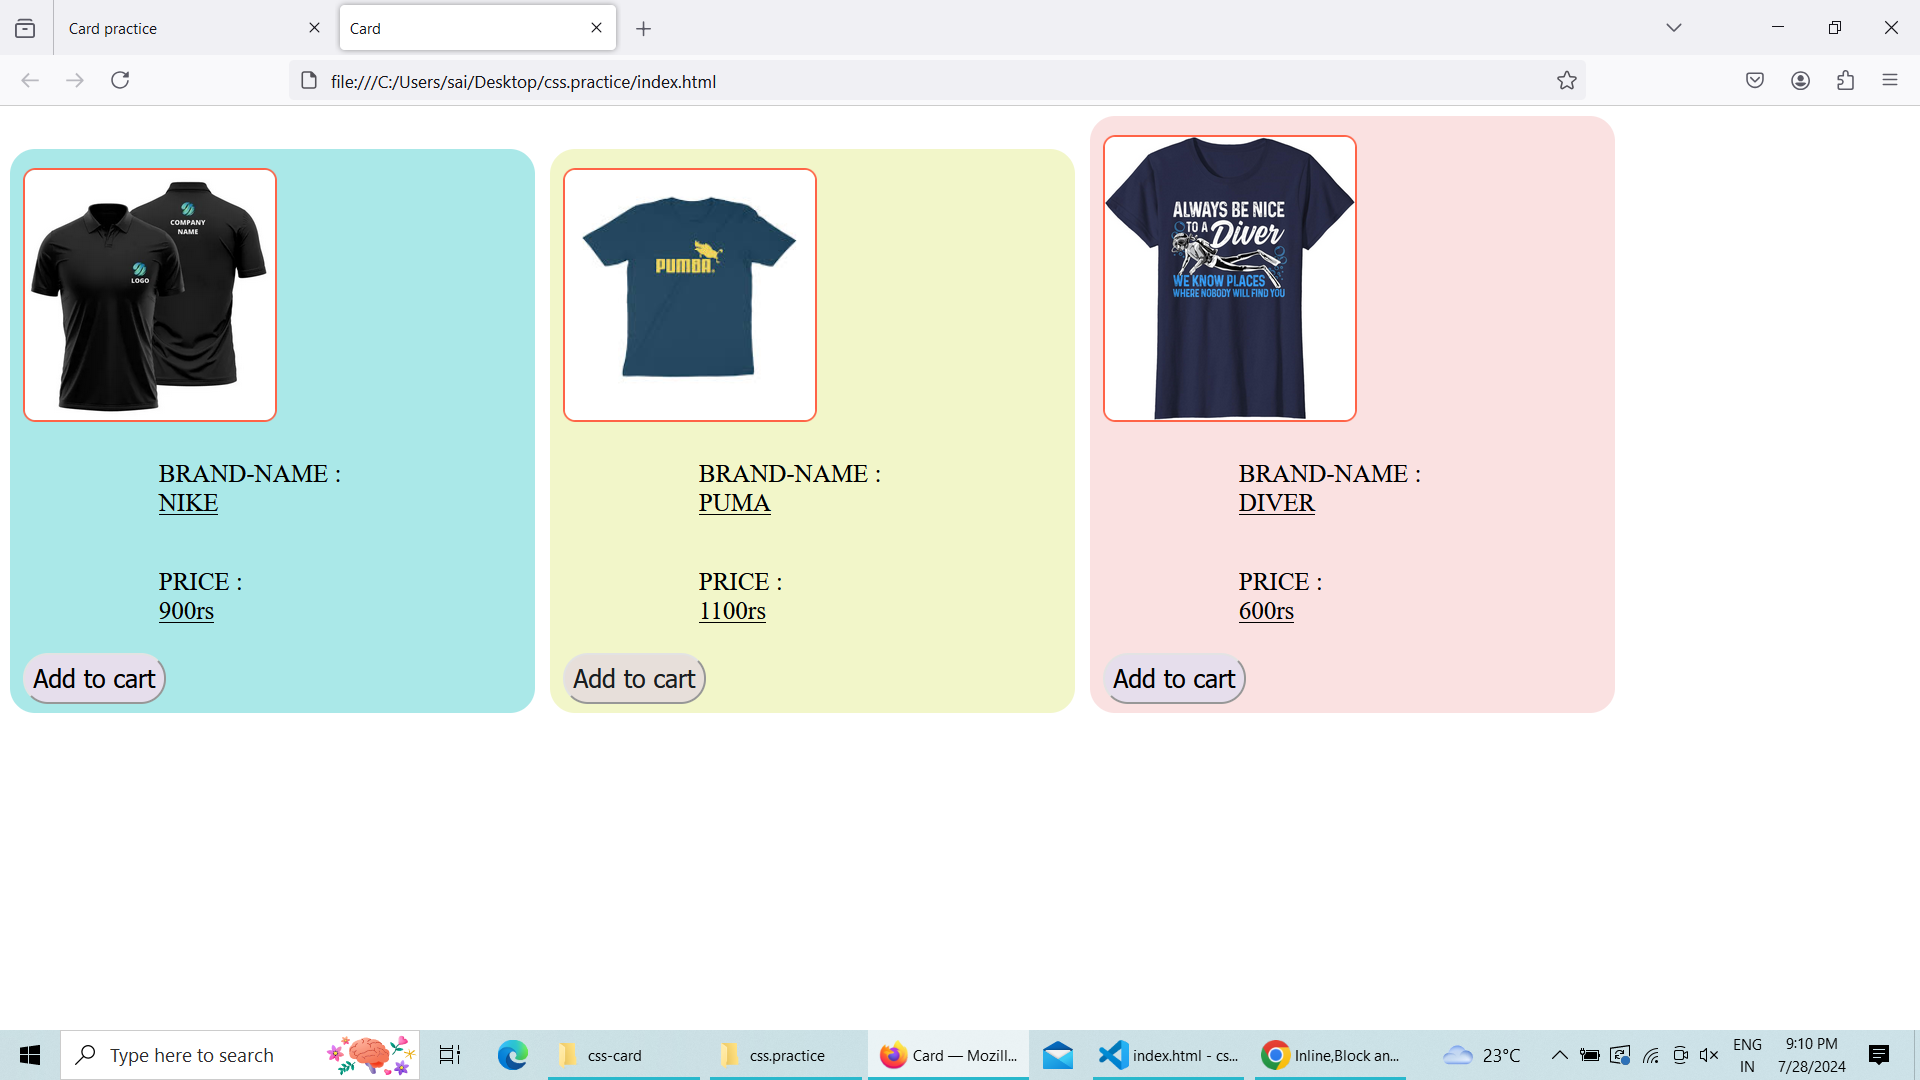 Card practice
Card
file:///C:/Users/sai/Desktop/css.practice/index.html
COMPANY
NAME
LOGO
PUMBA
ALWAYS BE NICE
TO A Diver
WE KNOW PLACES
WHERE NOBODY WILL FIND YOU
BRAND-NAME :
NIKE
PRICE :
900rs
Add to cart
BRAND-NAME :
PUMA
PRICE :
1100rs
Add to cart
BRAND-NAME :
DIVER
PRICE :
600rs
Add to cart
Type here to search
css-card
css.practice
Card — Mozill...
index.html - cs...
Inline,Block an...
23°C
ENG
IN
9:10 PM
7/28/2024